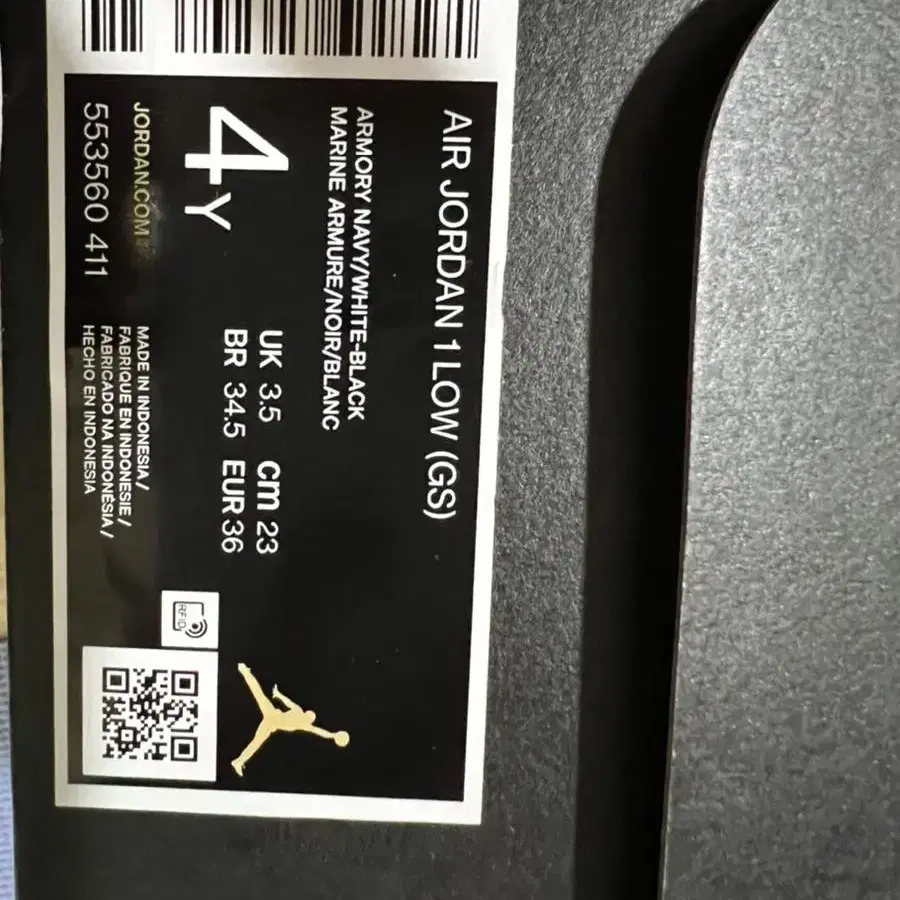 AIR JORDAN 1 LOW (GS)
ARMORY NAVY/WHITE-BLACK
MARINE ARMURE/NOIR/BLANC
4Y
UK 3.5 cm 23
BR 34.5 EUR 36
JORDAN.COM
553560 411
MADE IN INDONESIA/
FABRIQUE EN INDONESIE/
FABRICADO NA INDONÉSIA/
HECHO EN INDONESIA
RFID